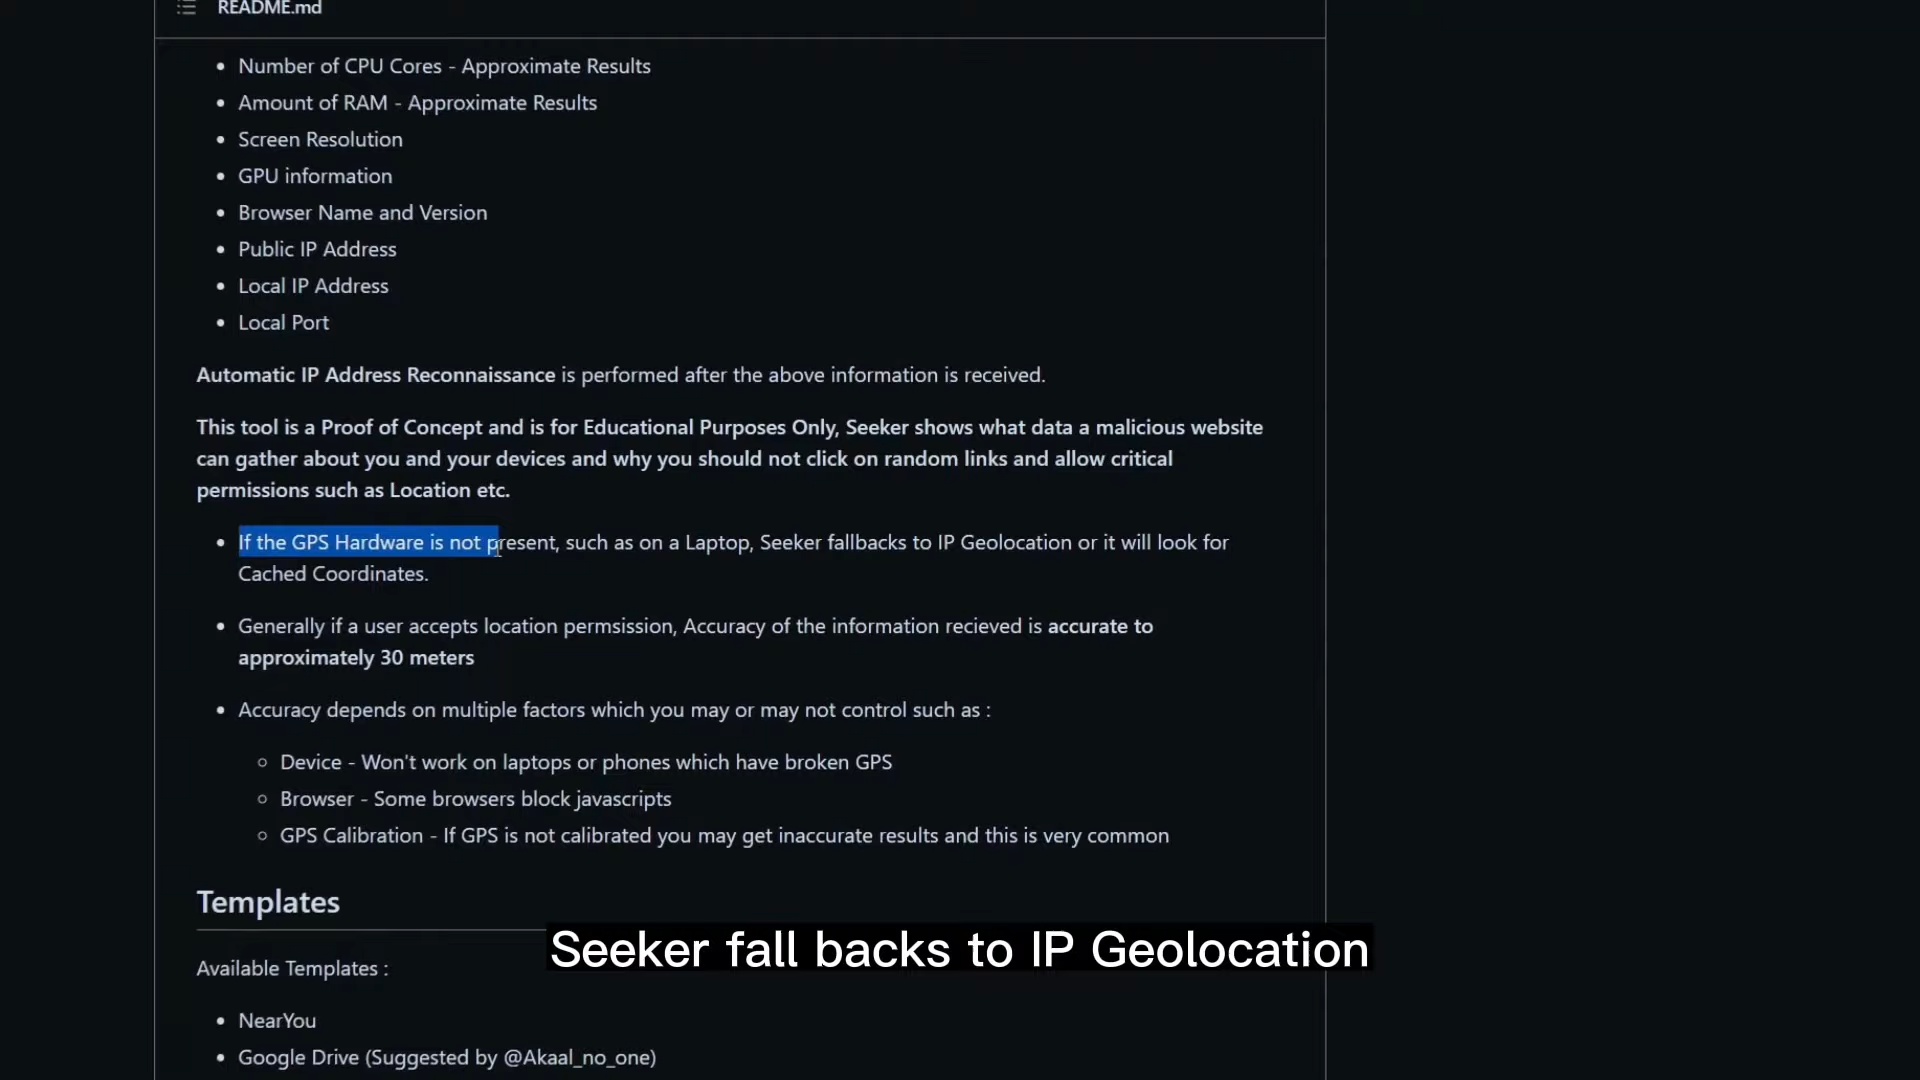 README.md
Number of CPU Cores - Approximate Results
Amount of RAM - Approximate Results
Screen Resolution
GPU information
Browser Name and Version
Public IP Address
Local IP Address
Local Port
Automatic IP Address Reconnaissance is performed after the above information is received.
This tool is a Proof of Concept and is for Educational Purposes Only, Seeker shows what data a malicious website
can gather about you and your devices and why you should not click on random links and allow critical
permissions such as Location etc.
If the GPS Hardware is not present, such as on a Laptop, Seeker fallbacks to IP Geolocation or it will look for
Cached Coordinates.
Generally if a user accepts location permsission, Accuracy of the information recieved is accurate to
approximately 30 meters
Accuracy depends on multiple factors which you may or may not control such as :
Device - Won't work on laptops or phones which have broken GPS
Browser - Some browsers block javascripts
GPS Calibration - If GPS is not calibrated you may get inaccurate results and this is very common
Templates
Seeker fall backs to IP Geolocation
Available Templates :
NearYou
Google Drive (Suggested by @Akaal_no_one)